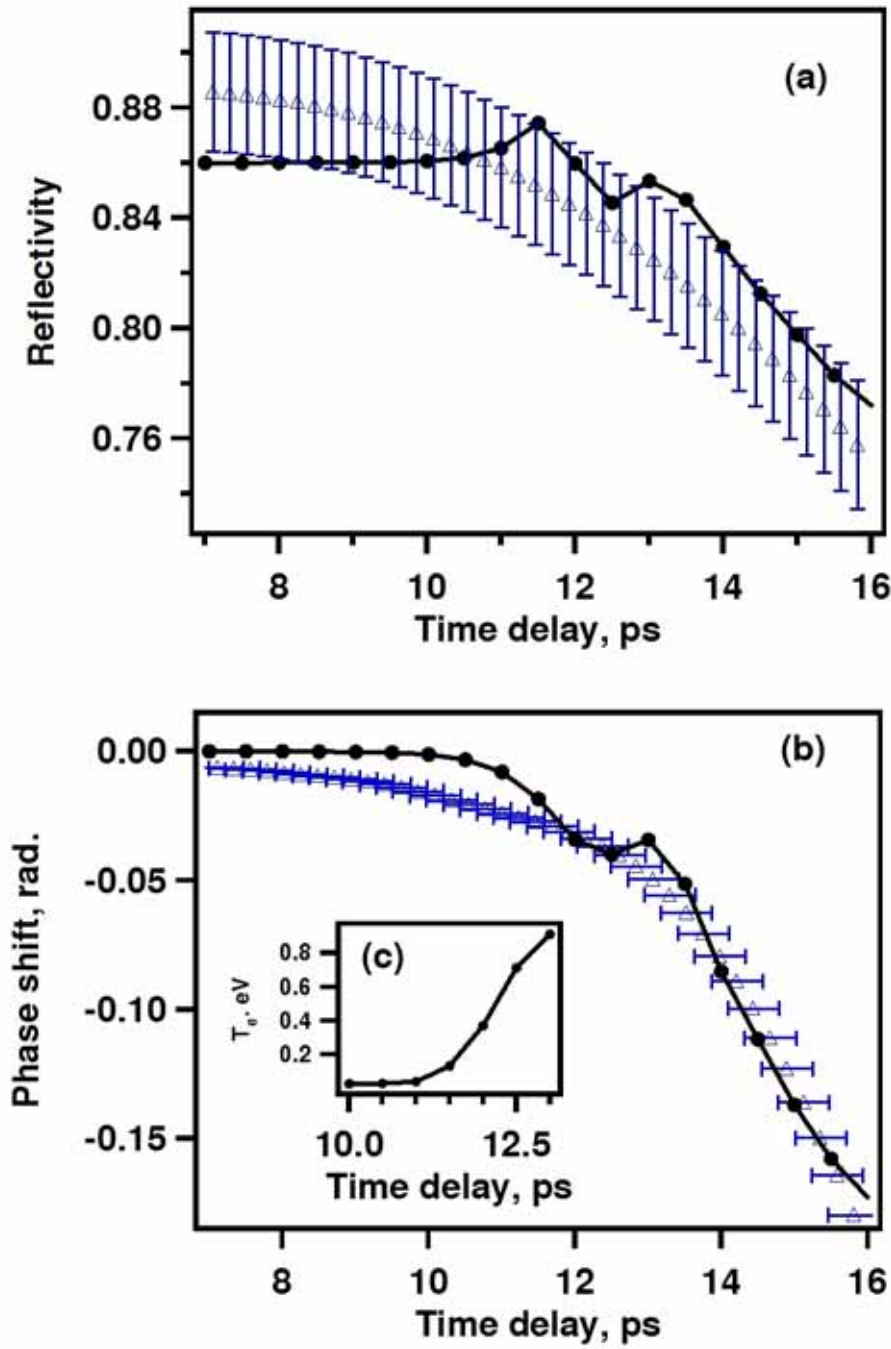 (a)
Reflectivity
0.88
0.84
0.80
0.76
8 10 12 14 16
Time delay, ps
(b)
Phase shift, rad.
0.00
-0.05
-0.10
-0.15
(c)
Te. eV
0.8
0.6
0.4
0.2
10.0 12.5
Time delay, ps
8 10 12 14 16
Time delay, ps